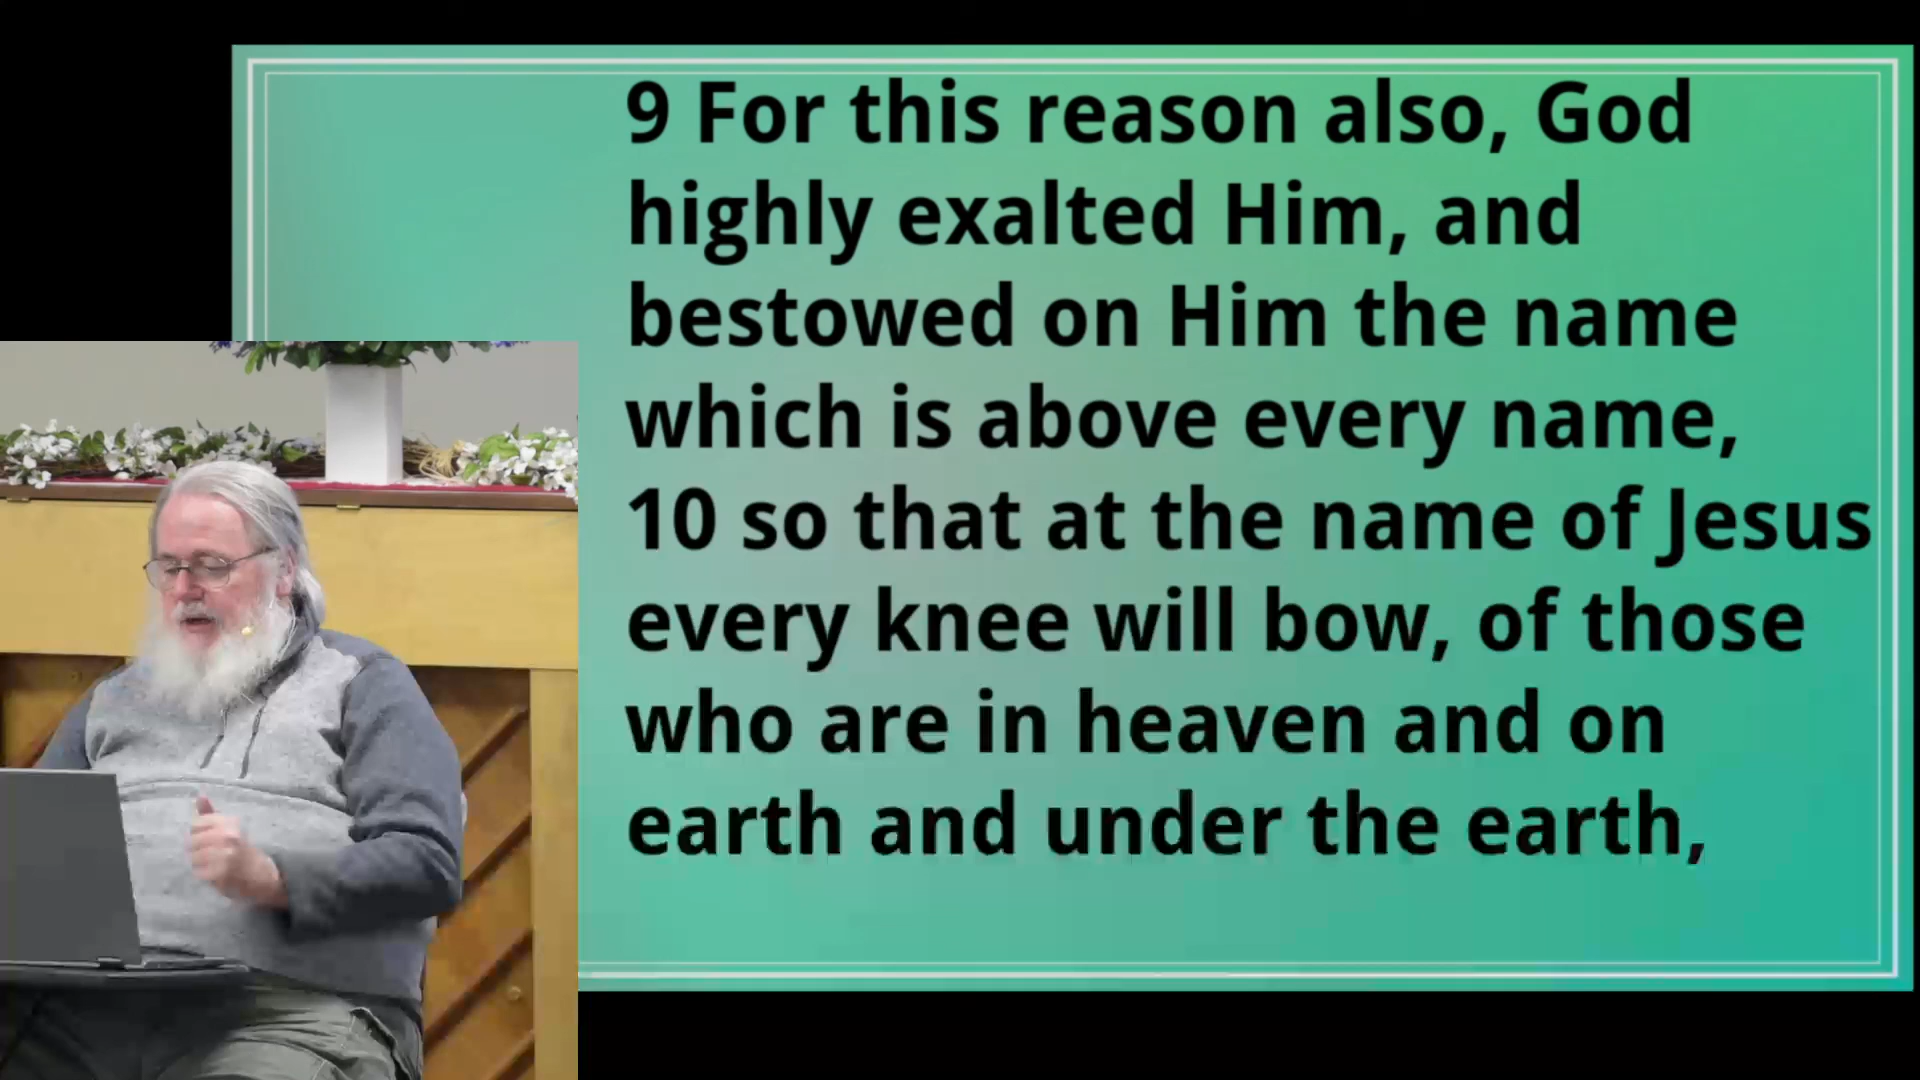 9 For this reason also, God
highly exalted Him, and
bestowed on Him the name
which is above every name,
10 so that at the name of Jesus
every knee will bow, of those
who are in heaven and on
earth and under the earth,